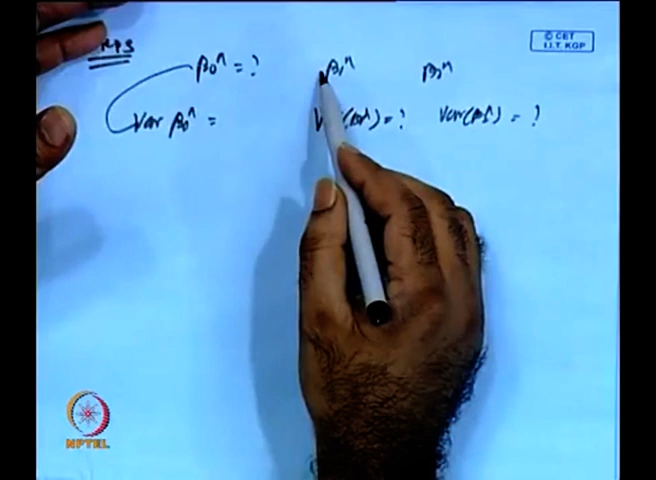 © CET
I.I.T. KGP
β₀^ = ? β₁^ β₂^
Var β₀^ = Var(β₁^) = ? Var(β₂^) = ?
NPTEL